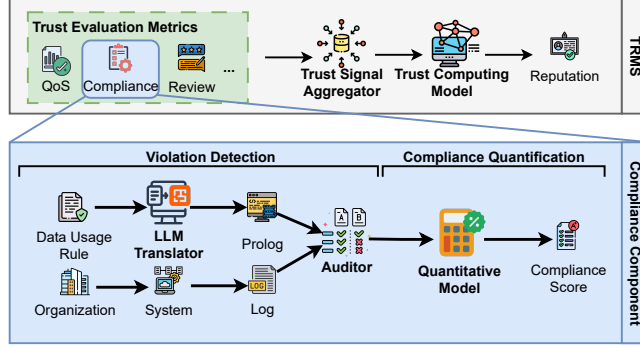 Trust Evaluation Metrics
QoS
Compliance
Review
...
Trust Signal
Aggregator
Trust Computing
Model
Reputation
TRMS
Violation Detection
Compliance Quantification
Data Usage
Rule
LLM
Translator
Prolog
Organization
System
LOG
Log
A B
Auditor
Quantitative
Model
Compliance
Score
Compliance Component